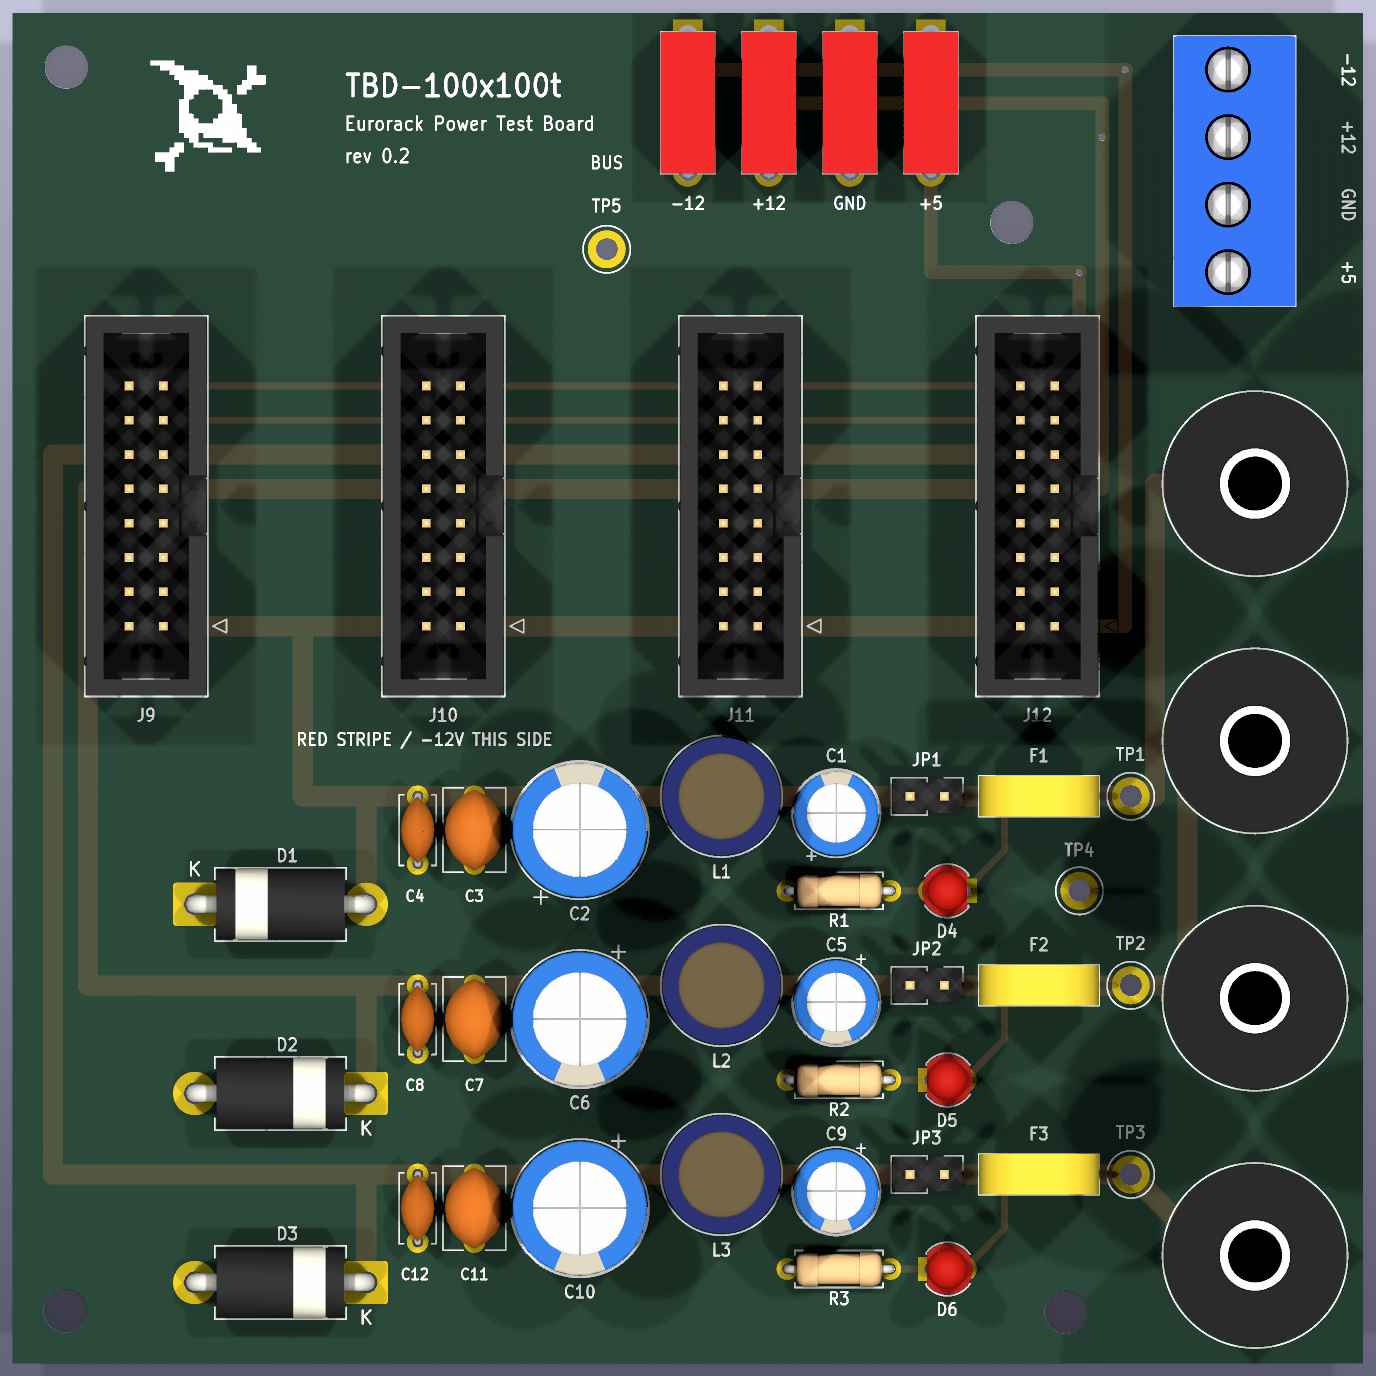 TBD-100x100t
Eurorack Power Test Board
rev 0.2
BUS
TP5
-12
+12
GND
+5
-12
+12
GND
+5
J9
J10
J11
J12
RED STRIPE / -12V THIS SIDE
C1
JP1
F1
TP1
K
D1
C4
C3
+
C2
L1
+
R1
D4
TP4
C5
+
JP2
F2
TP2
+
D2
K
C8
C7
C6
L2
R2
D5
C9
+
JP3
F3
TP3
+
D3
K
C12
C11
C10
L3
R3
D6